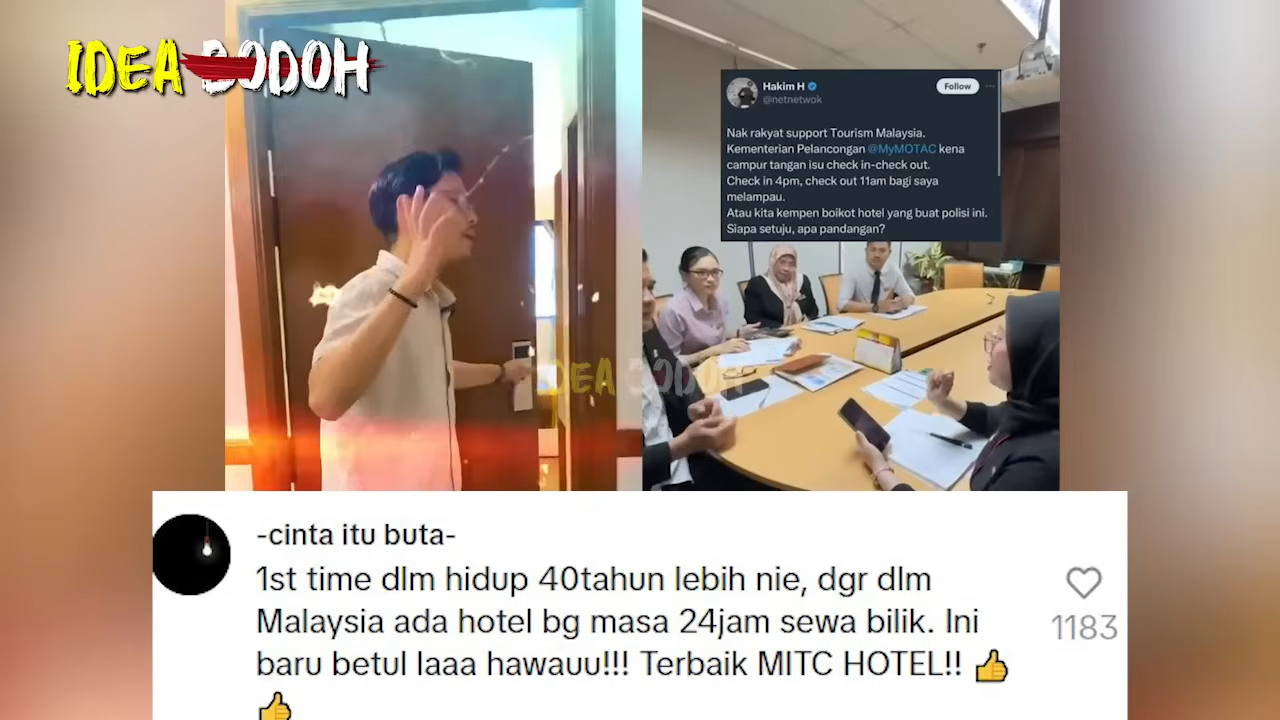 IDEA BODOH
Hakim H
@netnetwok
Follow
Nak rakyat support Tourism Malaysia.
Kementerian Pelancongan @MyMOTAC kena
campur tangan isu check in-check out.
Check in 4pm, check out 11am bagi saya
melampau.
Atau kita kempen boikot hotel yang buat polisi ini.
Siapa setuju, apa pandangan?
IDEA BODOH
-cinta itu buta-
1st time dlm hidup 40tahun lebih nie, dgr dlm
Malaysia ada hotel bg masa 24jam sewa bilik. Ini
baru betul laaa hawauu!!! Terbaik MITC HOTEL!! 👍
👍
1183